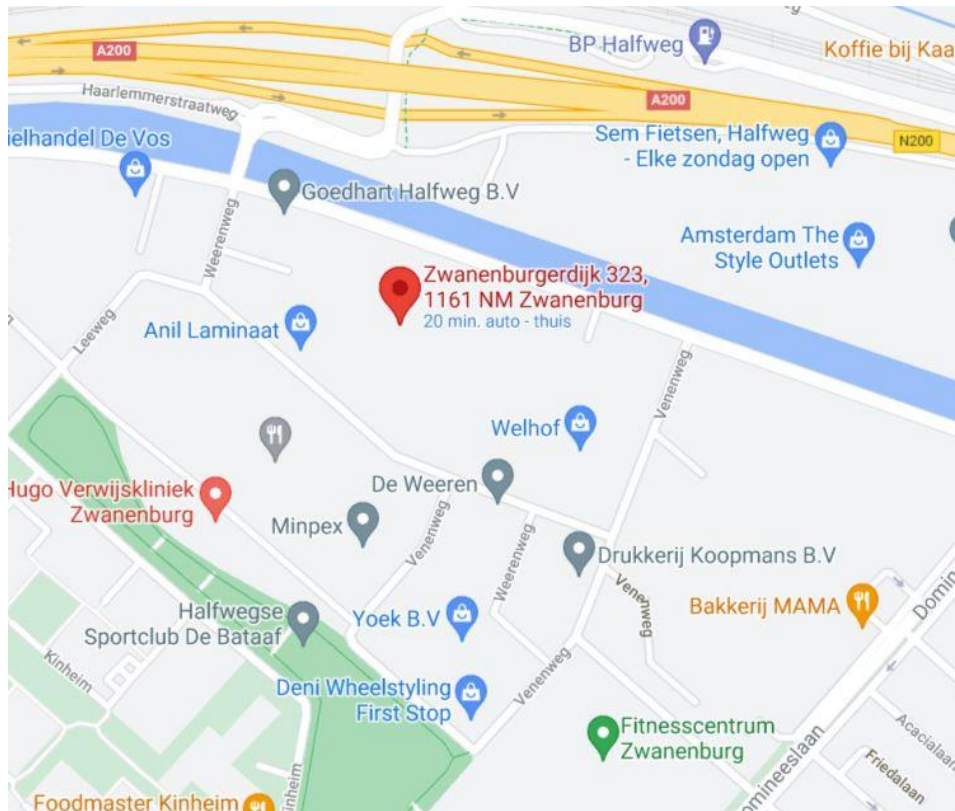 A200
BP Halfweg
Koffie bij Kaa
Haarlemmerstraatweg
A200
N200
ielhandel De Vos
Sem Fietsen, Halfweg
- Elke zondag open
Goedhart Halfweg B.V
Weerenweg
Amsterdam The
Style Outlets
Zwanenburgerdijk 323,
1161 NM Zwanenburg
20 min. auto - thuis
Leeweg
Anil Laminaat
Venenweg
Welhof
De Weeren
Hugo Verwijskliniek
Zwanenburg
Minpex
Venenweg
Weerenweg
Drukkerij Koopmans B.V
Venenweg
Bakkerij MAMA
Domin
Halfwegse
Sportclub De Bataaf
Yoek B.V
Kinheim
Venenweg
Deni Wheelstyling
First Stop
Fitnesscentrum
Zwanenburg
Acacialaan
Friedalaan
omineeslaan
Kinheim
Foodmaster Kinheim